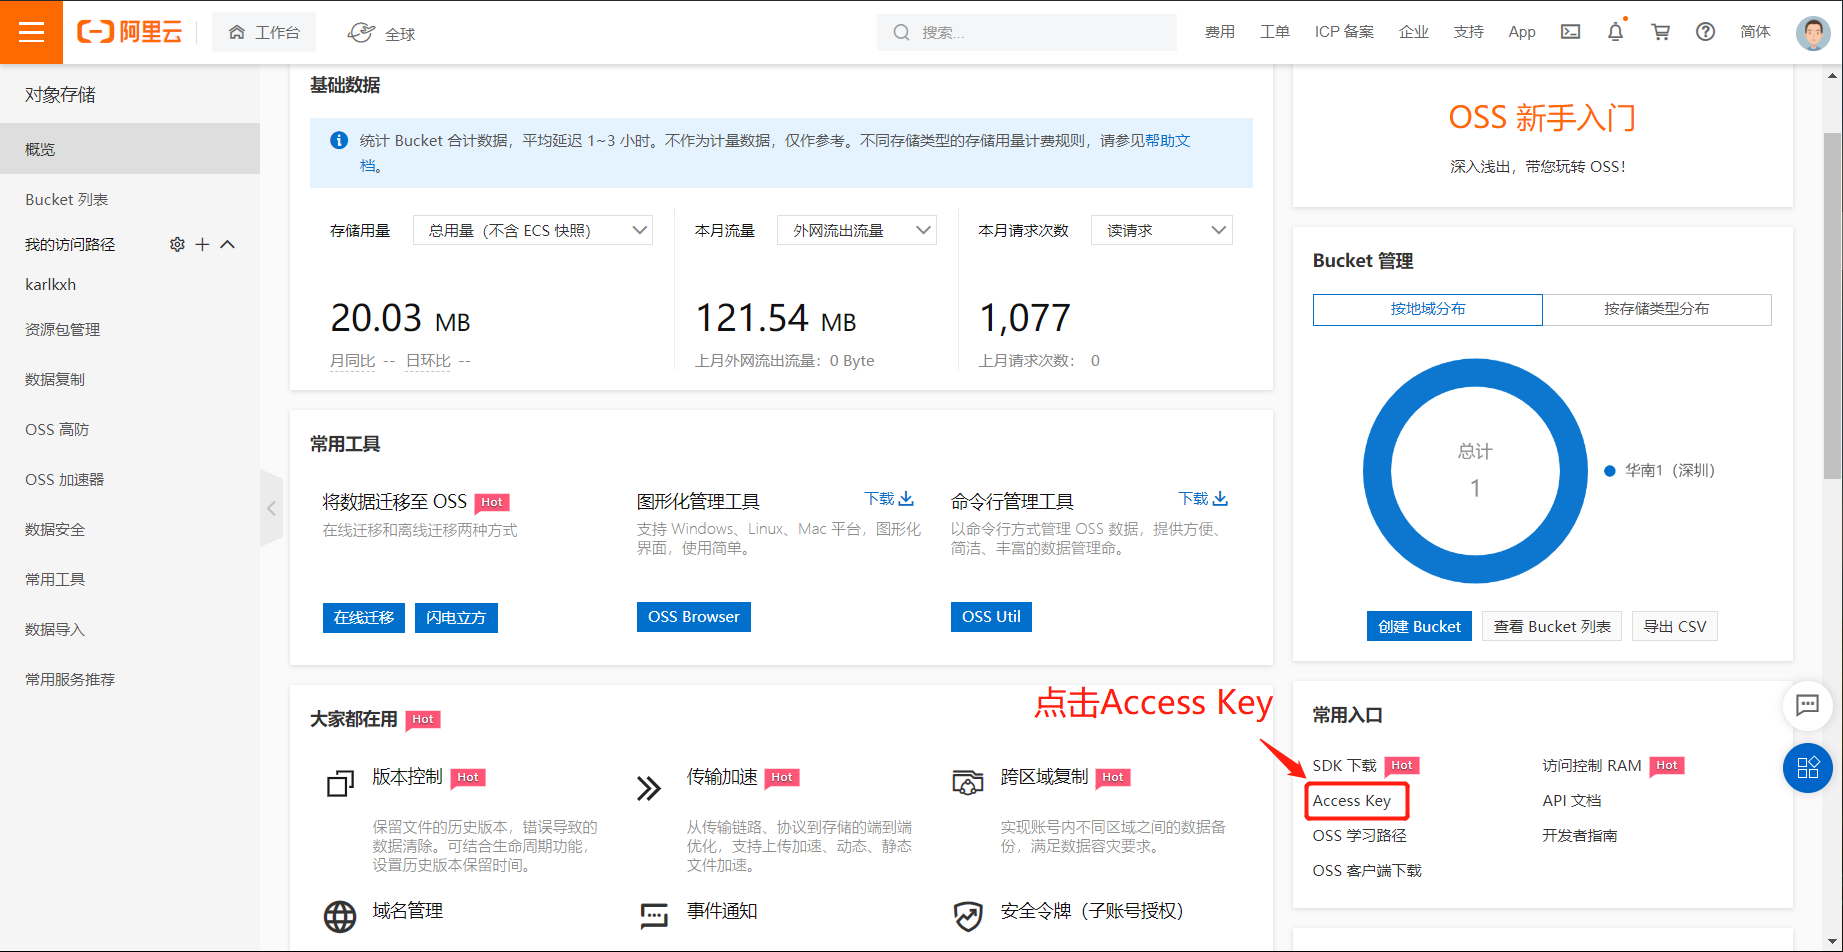 阿里云
工作台
全球
搜索...
费用
工单
ICP 备案
企业
支持
App
简体
对象存储
概览
Bucket 列表
我的访问路径
karlkxh
资源包管理
数据复制
OSS 高防
OSS 加速器
数据安全
常用工具
数据导入
常用服务推荐
基础数据
统计 Bucket 合计数据，平均延迟 1~3 小时。不作为计量数据，仅作参考。不同存储类型的存储用量计费规则，请参见帮助文
档。
存储用量
总用量（不含 ECS 快照）
20.03 MB
月同比 -- 日环比 --
本月流量
外网流出流量
121.54 MB
上月外网流出流量：0 Byte
本月请求次数
读请求
1,077
上月请求次数： 0
常用工具
将数据迁移至 OSS Hot
在线迁移和离线迁移两种方式
在线迁移
闪电立方
图形化管理工具
下载
支持 Windows、Linux、Mac 平台，图形化
界面，使用简单。
OSS Browser
命令行管理工具
下载
以命令行方式管理 OSS 数据，提供方便、
简洁、丰富的数据管理命。
OSS Util
大家都在用 Hot
版本控制 Hot
保留文件的历史版本，错误导致的
数据清除。可结合生命周期功能，
设置历史版本保留时间。
传输加速 Hot
从传输链路、协议到存储的端到端
优化，支持上传加速、动态、静态
文件加速。
跨区域复制 Hot
实现账号内不同区域之间的数据备
份，满足数据容灾要求。
域名管理
事件通知
安全令牌（子账号授权）
OSS 新手入门
深入浅出，带您玩转 OSS！
Bucket 管理
按地域分布
按存储类型分布
总计
1
华南1（深圳）
创建 Bucket
查看 Bucket 列表
导出 CSV
点击Access Key
常用入口
SDK 下载 Hot
访问控制 RAM Hot
Access Key
API 文档
OSS 学习路径
开发者指南
OSS 客户端下载